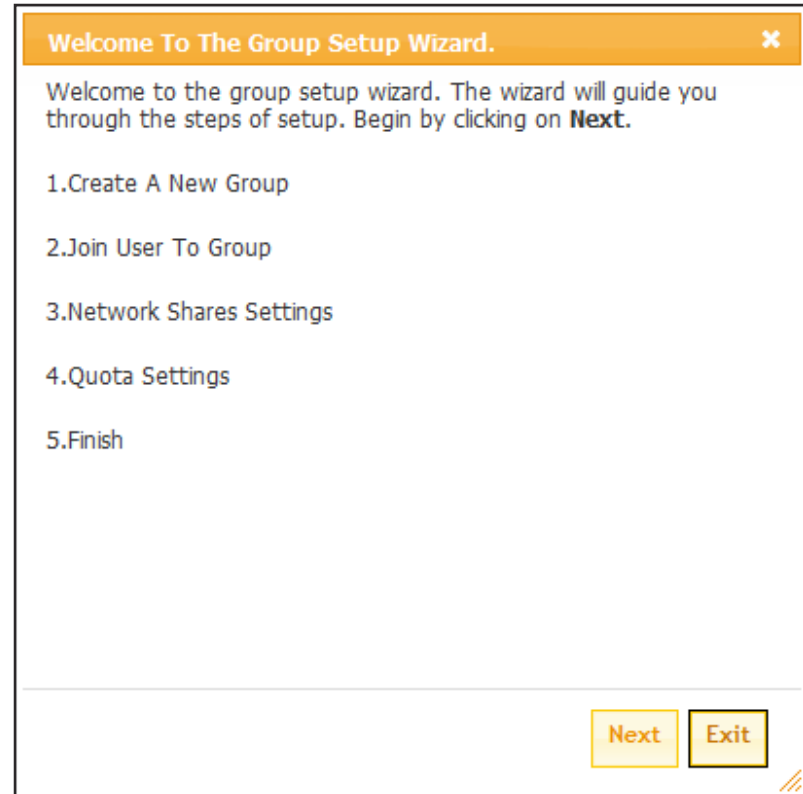 Welcome To The Group Setup Wizard.
Welcome to the group setup wizard. The wizard will guide you
through the steps of setup. Begin by clicking on Next.
1.Create A New Group
2.Join User To Group
3.Network Shares Settings
4.Quota Settings
5.Finish
Next Exit